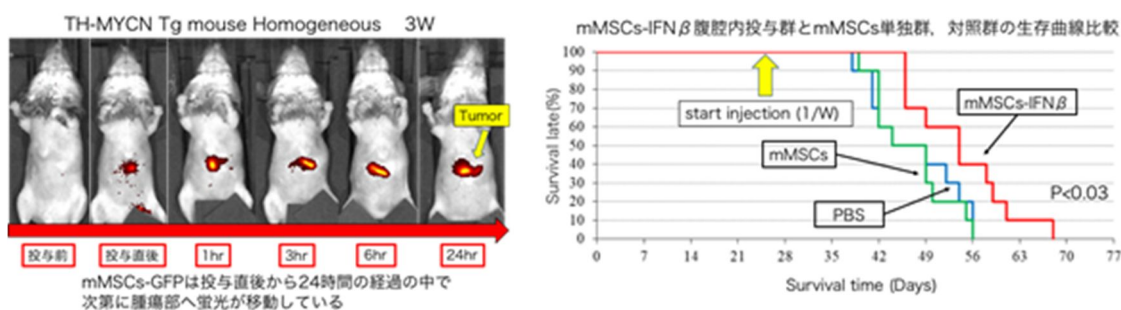 TH-MYCN Tg mouse Homogeneous 3W
Tumor
投与前 投与直後 1hr 3hr 6hr 24hr
mMSCs-GFPは投与直後から24時間の経過の中で
次第に腫瘍部へ蛍光が移動している
mMSCs-IFNβ腹腔内投与群とmMSCs単独群，対照群の生存曲線比較
Survival late(%)
100
90
80
70
60
50
40
30
20
10
0
start injection (1/W)
mMSCs-IFNβ
mMSCs
PBS
P<0.03
0 7 14 21 28 35 42 49 56 63 70 77
Survival time (Days)